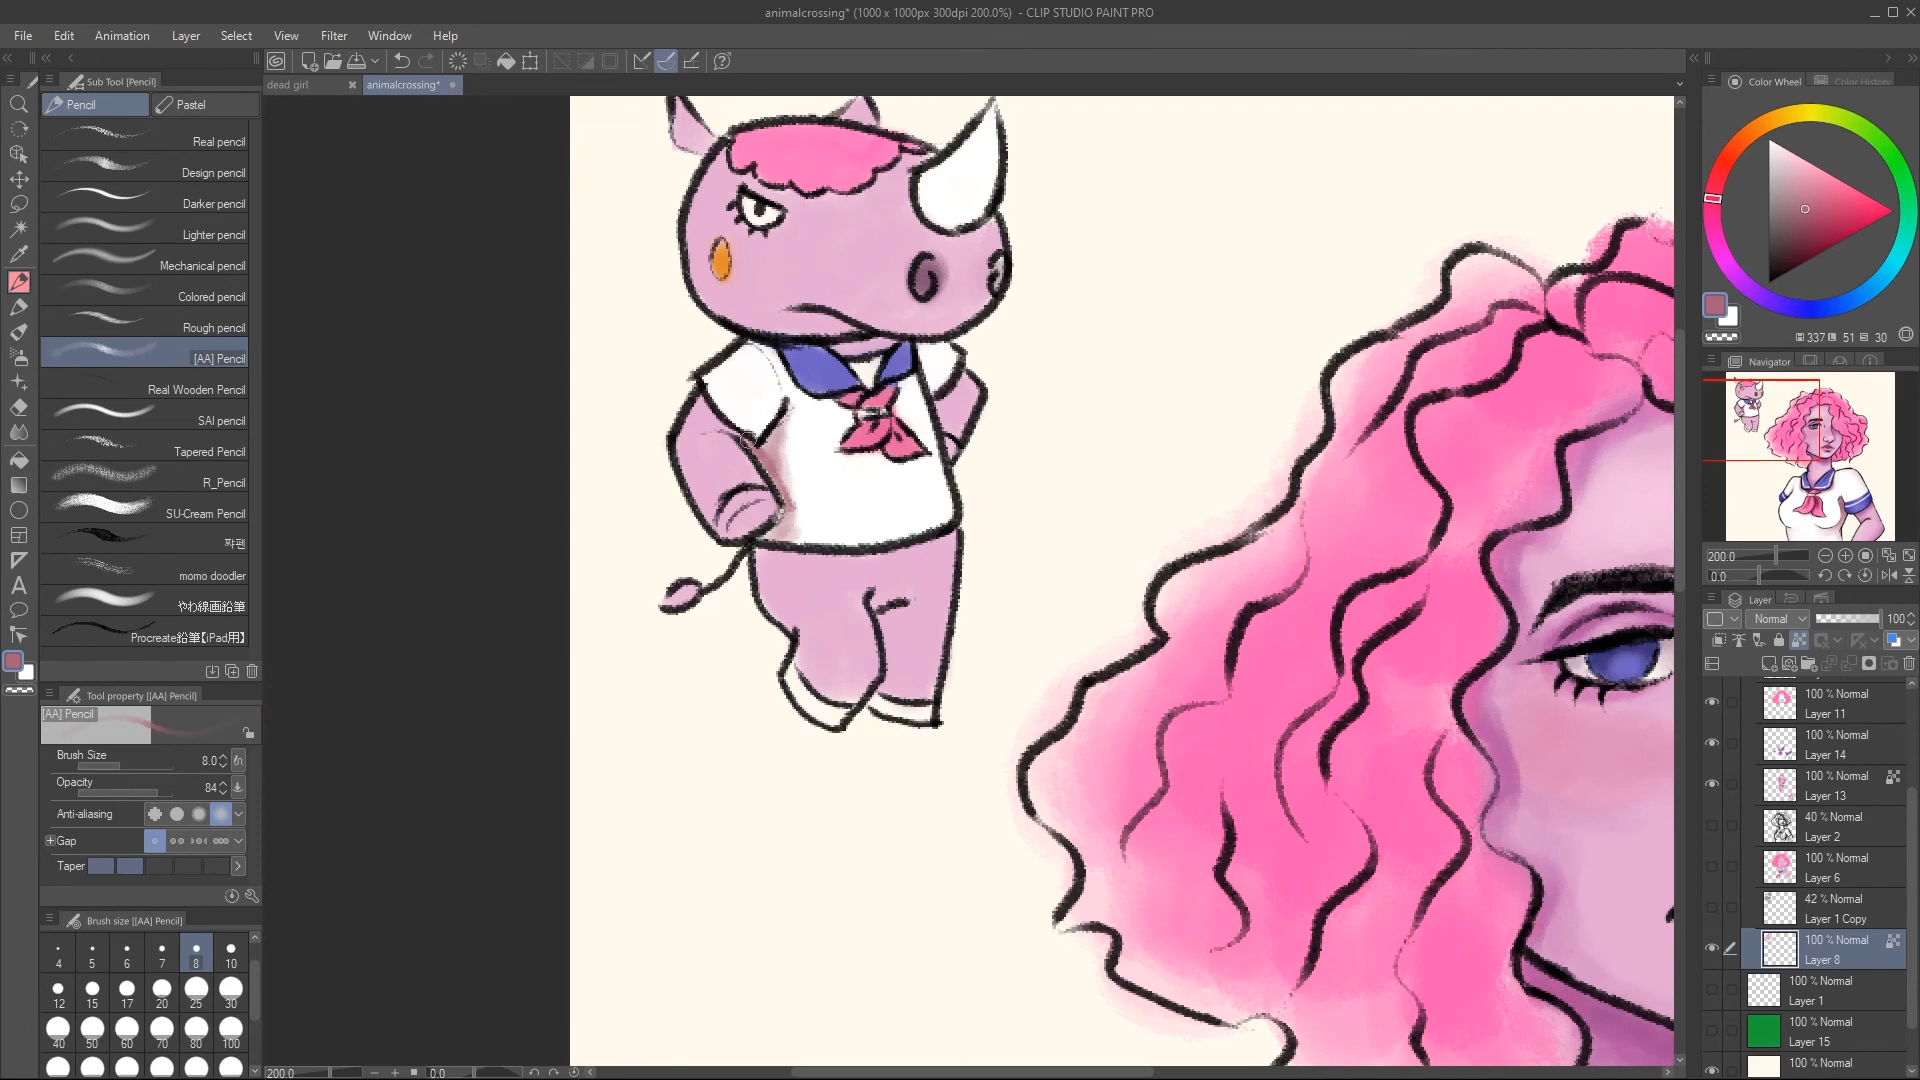 animalcrossing* (1000 x 1000px 300dpi 200.0%) - CLIP STUDIO PAINT PRO
File Edit Animation Layer Select View Filter Window Help
Sub Tool [Pencil]
Pencil Pastel
Real pencil
Design pencil
Darker pencil
Lighter pencil
Mechanical pencil
Colored pencil
Rough pencil
[AA] Pencil
Real Wooden Pencil
SAI pencil
Tapered Pencil
R_Pencil
SU-Cream Pencil
momo doodler
やわ線画鉛筆
Procreate鉛筆【iPad用】
Tool property [[AA] Pencil]
[AA] Pencil
Brush Size 8.0
Opacity 84
Anti-aliasing
Gap
Taper
Brush size [[AA] Pencil]
4 5 6 7 8 10
12 15 17 20 25 30
40 50 60 70 80 100
dead girl animalcrossing*
200.0 0.0
Color Wheel Color History
337 51 30
Navigator
200.0
0.0
Layer
Normal 100
100 % Normal
Layer 11
100 % Normal
Layer 14
100 % Normal
Layer 13
40 % Normal
Layer 2
100 % Normal
Layer 6
42 % Normal
Layer 1 Copy
100 % Normal
Layer 8
100 % Normal
Layer 1
100 % Normal
Layer 15
100 % Normal